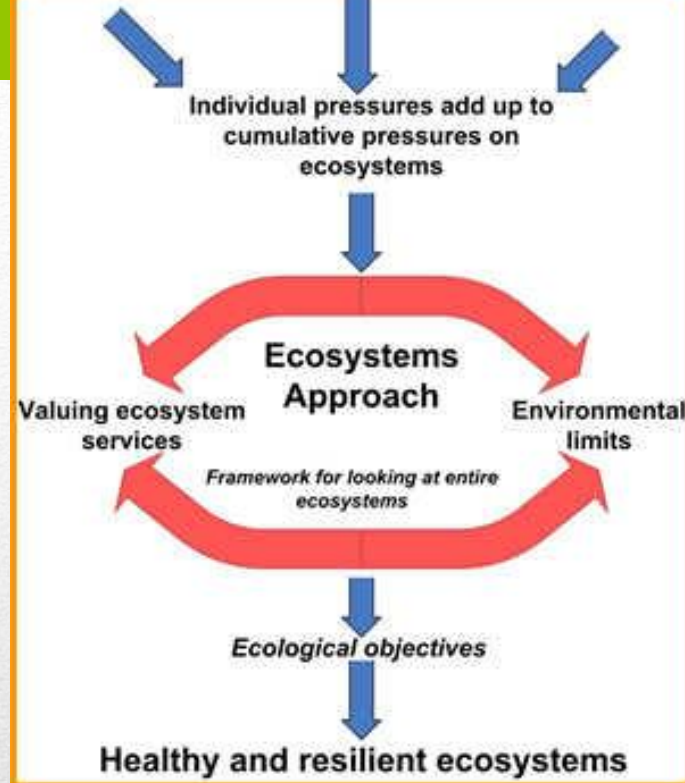 Individual pressures add up to
cumulative pressures on
ecosystems
Ecosystems
Approach
Valuing ecosystem
services
Environmental
limits
Framework for looking at entire
ecosystems
Ecological objectives
Healthy and resilient ecosystems